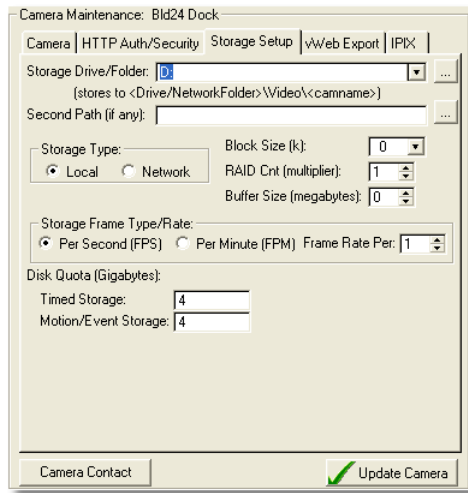 Camera Maintenance: Bld24 Dock
Camera HTTP Auth/Security Storage Setup vWeb Export IPIX
Storage Drive/Folder: D: ...
(stores to <Drive/NetworkFolder>\Video\<camname>)
Second Path (if any): ...
Storage Type:
Local Network
Block Size (k): 0
RAID Cnt (multiplier): 1
Buffer Size (megabytes): 0
Storage Frame Type/Rate:
Per Second (FPS) Per Minute (FPM) Frame Rate Per: 1
Disk Quota (Gigabytes):
Timed Storage: 4
Motion/Event Storage: 4
Camera Contact Update Camera